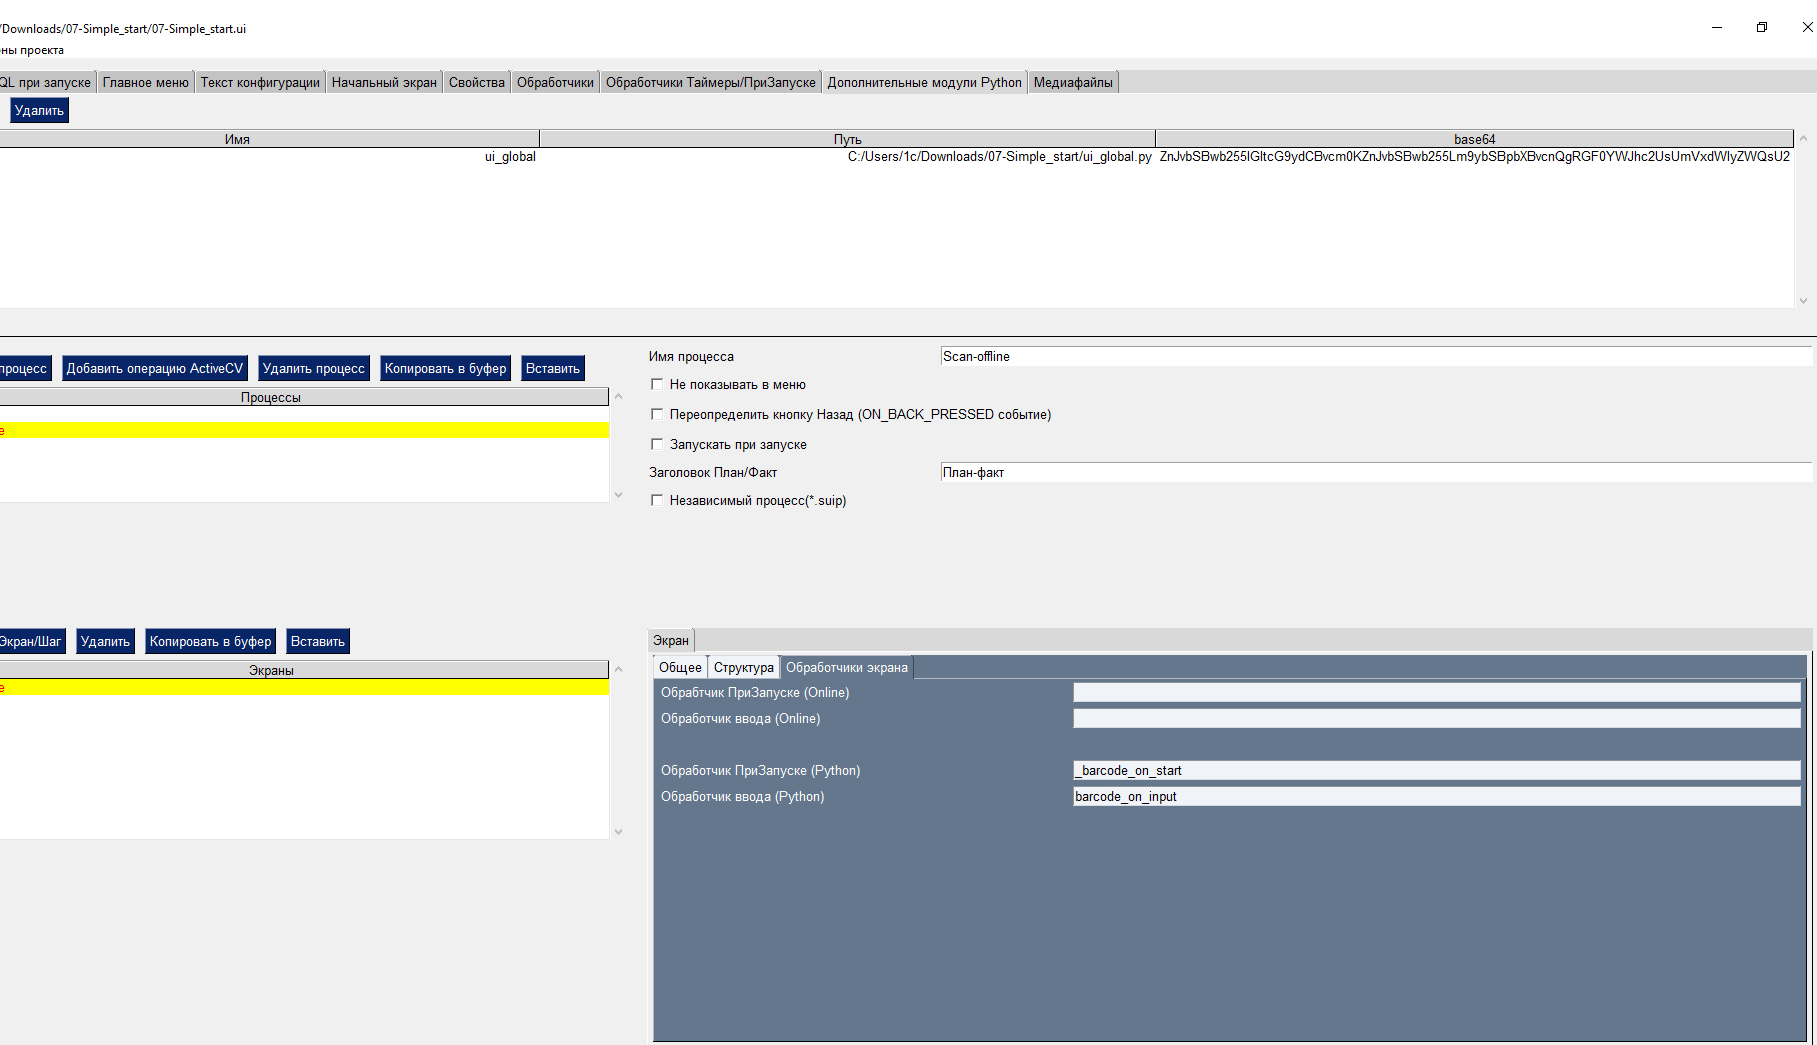 /Downloads/07-Simple_start/07-Simple_start.ui
ны проекта
QL при запуске Главное меню Текст конфигурации Начальный экран Свойства Обработчики Обработчики Таймеры/ПриЗапуске Дополнительные модули Python Медиафайлы
Удалить
Имя Путь base64
ui_global C:/Users/1c/Downloads/07-Simple_start/ui_global.py ZnJvbSBwb255IGltcG9ydCBvcm0KZnJvbSBwb255Lm9ybSBpbXBvcnQgRGF0YWJhc2UsUmVxdWlyZWQsU2
Имя процесса Scan-offline
процесс Добавить операцию ActiveCV Удалить процесс Копировать в буфер Вставить
Не показывать в меню
Процессы
Переопределить кнопку Назад (ON_BACK_PRESSED событие)
е
Запускать при запуске
Заголовок План/Факт План-факт
Независимый процесс(*.suip)
Экран/Шаг Удалить Копировать в буфер Вставить
Экраны
е
Экран
Общее Структура Обработчики экрана
Обрабтчик ПриЗапуске (Online)
Обработчик ввода (Online)
Обработчик ПриЗапуске (Python) _barcode_on_start
Обработчик ввода (Python) barcode_on_input